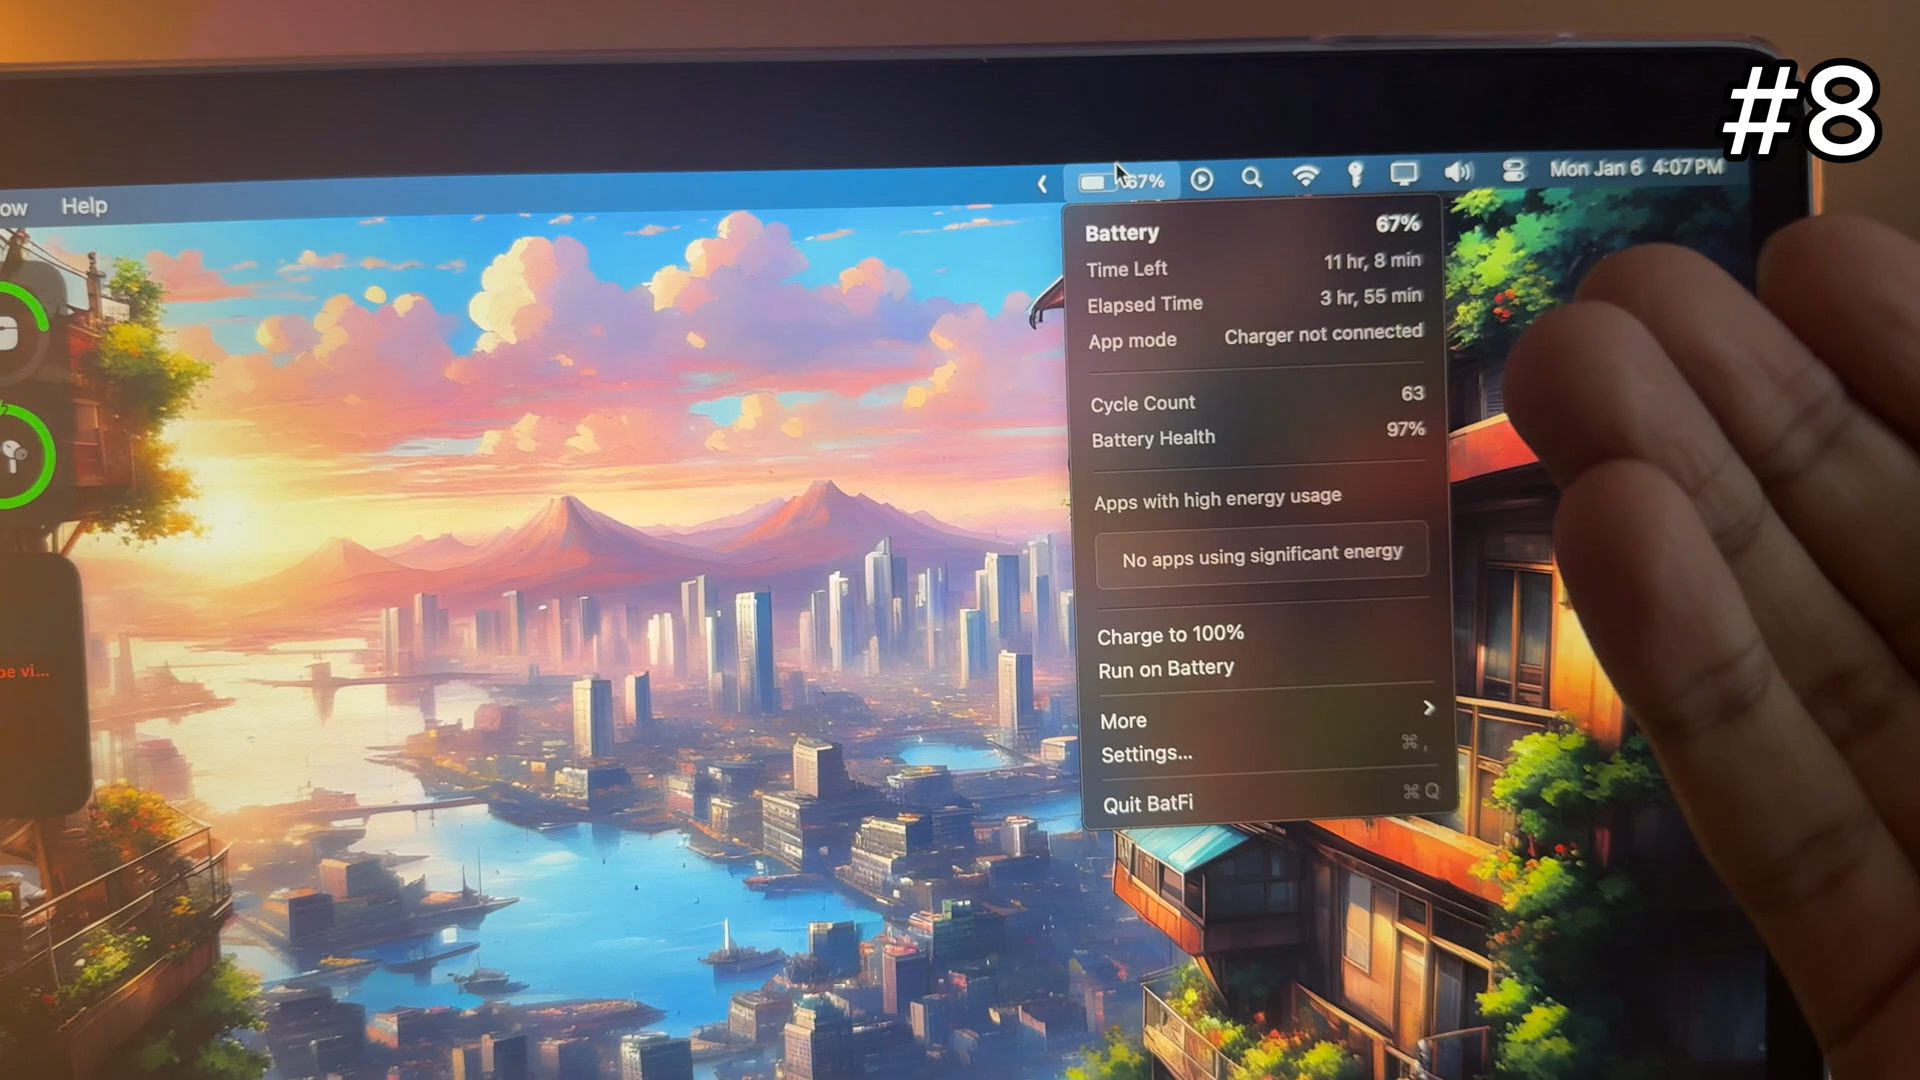 #8
ow Help
67% Mon Jan 6 4:07 PM
Battery 67%
Time Left 11 hr, 8 min
Elapsed Time 3 hr, 55 min
App mode Charger not connected
Cycle Count 63
Battery Health 97%
Apps with high energy usage
No apps using significant energy
Charge to 100%
Run on Battery
More
Settings... ⌘ ,
Quit BatFi ⌘ Q
be vi...